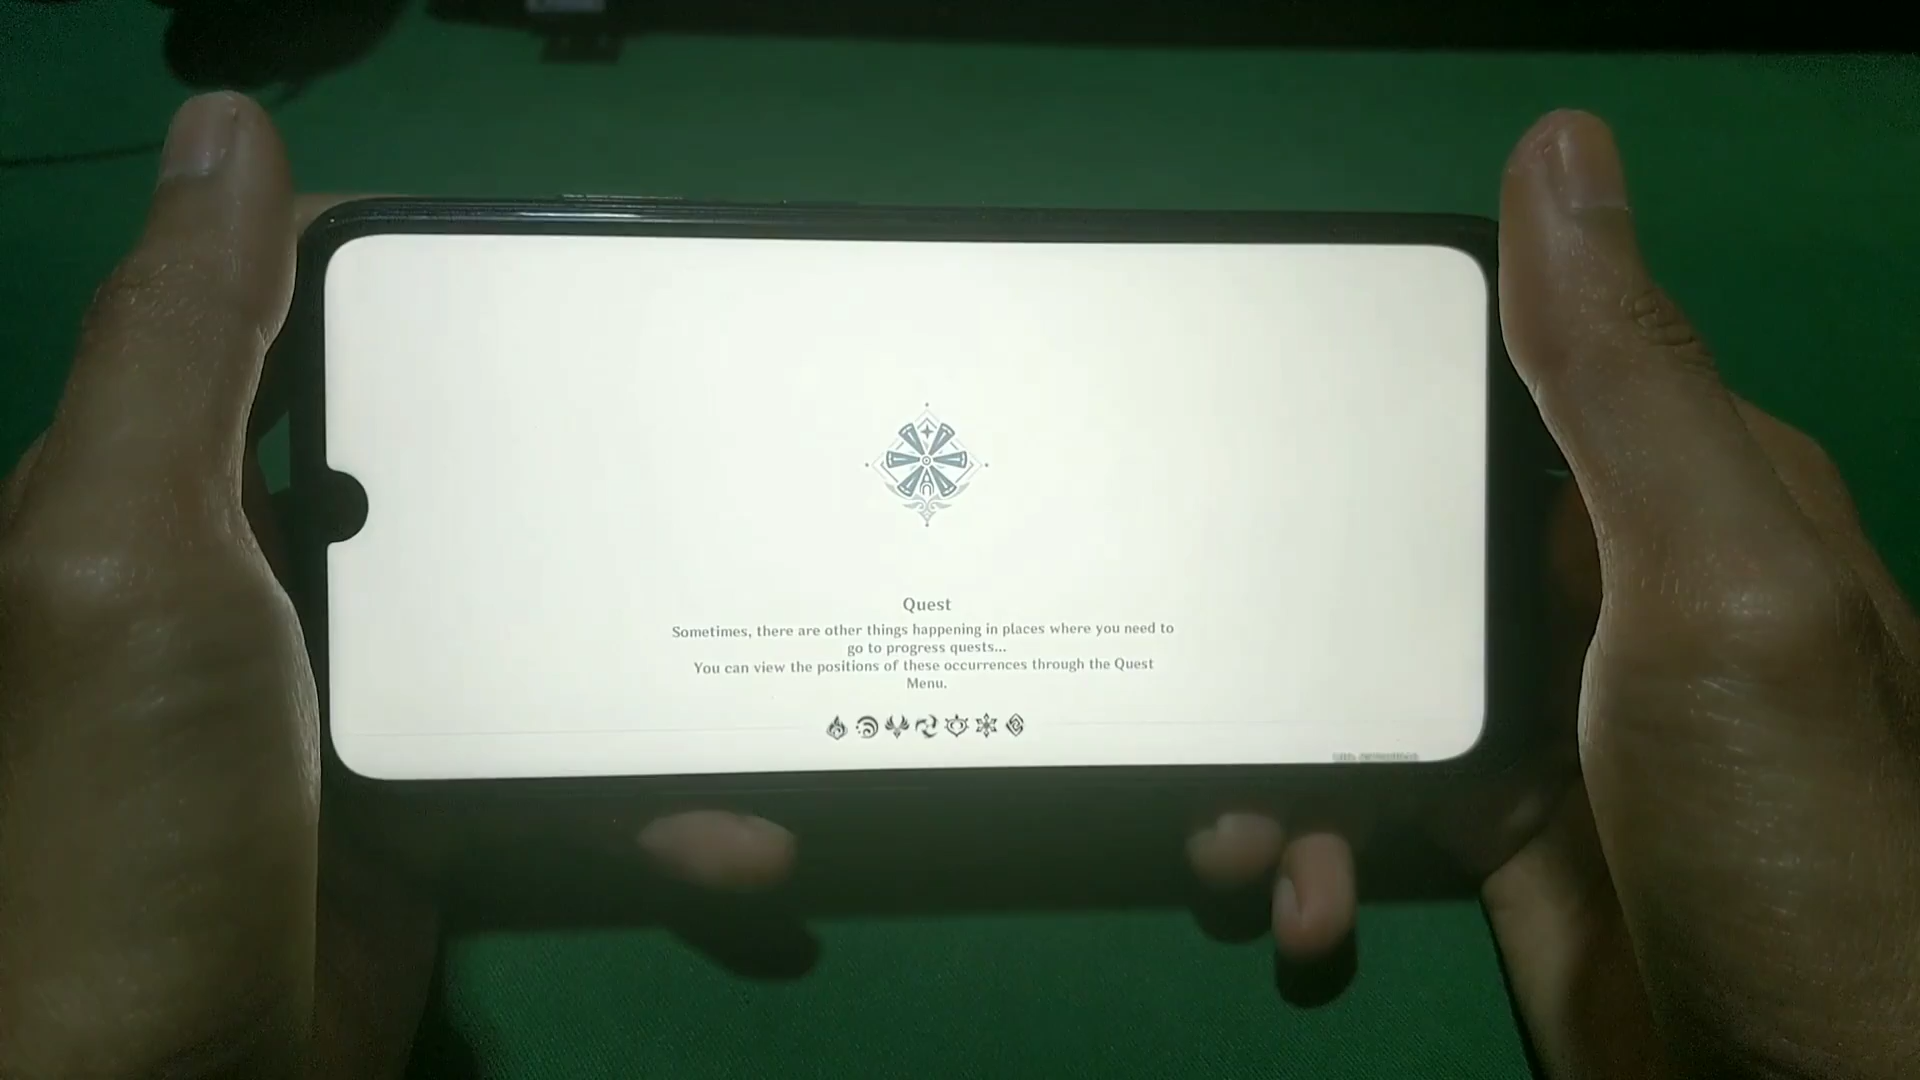 Quest
Sometimes, there are other things happening in places where you need to
go to progress quests...
You can view the positions of these occurrences through the Quest
Menu.